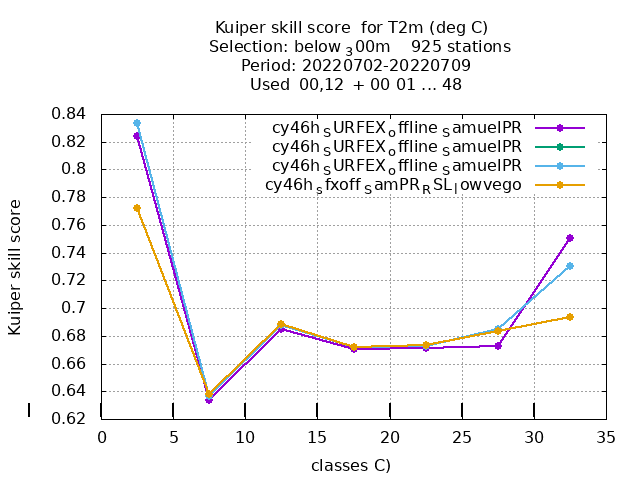 Kuiper skill score for T2m (deg C)
Selection: below ₃00m 925 stations
Period: 20220702-20220709
Used 00,12 + 00 01 ... 48
cy46h_SURFEX_offline_SamuelPR
cy46h_SURFEX_offline_SamuelPR
cy46h_SURFEX_offline_SamuelPR
cy46h_sfxoff_SamPR_RSL_lowvego
Kuiper skill score
0.84
0.82
0.8
0.78
0.76
0.74
0.72
0.7
0.68
0.66
0.64
0.62
0 5 10 15 20 25 30 35
classes C)